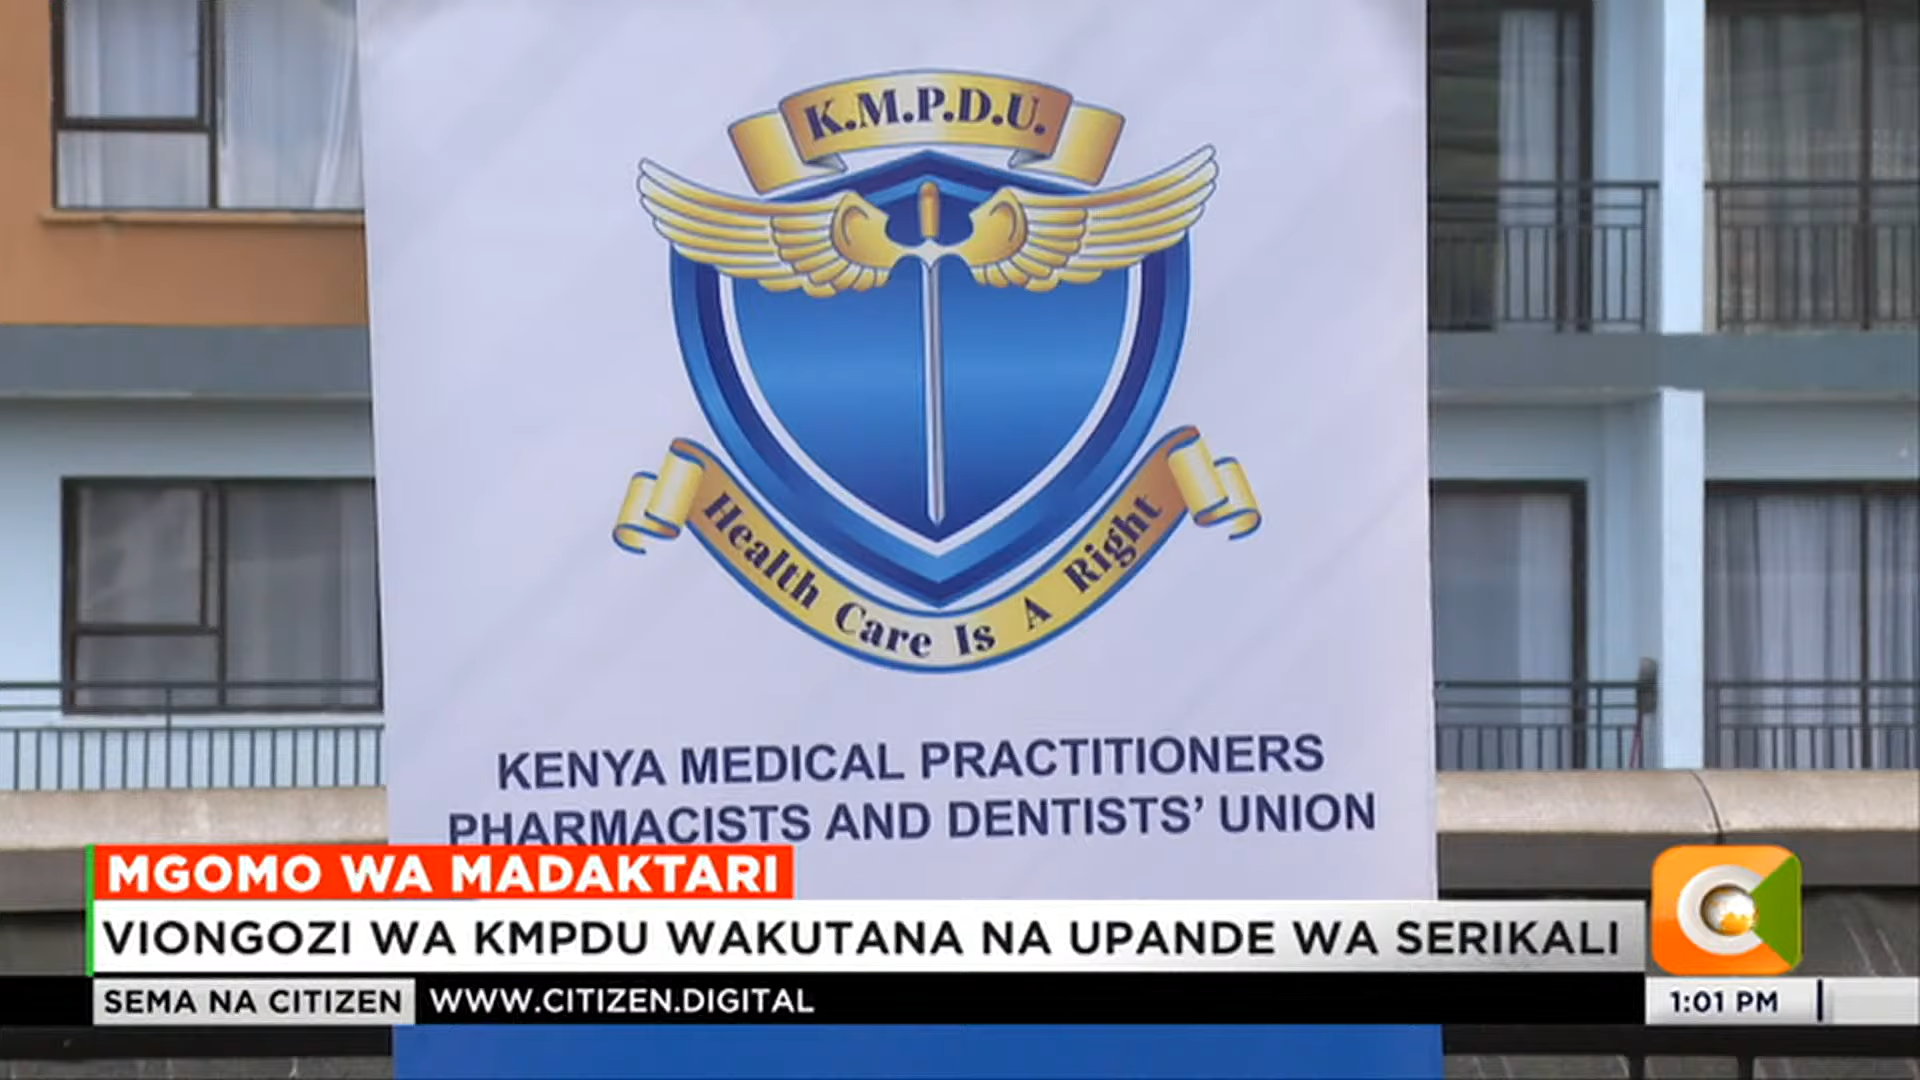 K.M.P.D.U.
Health Care Is A Right
KENYA MEDICAL PRACTITIONERS
PHARMACISTS AND DENTISTS' UNION
MGOMO WA MADAKTARI
VIONGOZI WA KMPDU WAKUTANA NA UPANDE WA SERIKALI
SEMA NA CITIZEN WWW.CITIZEN.DIGITAL
1:01 PM